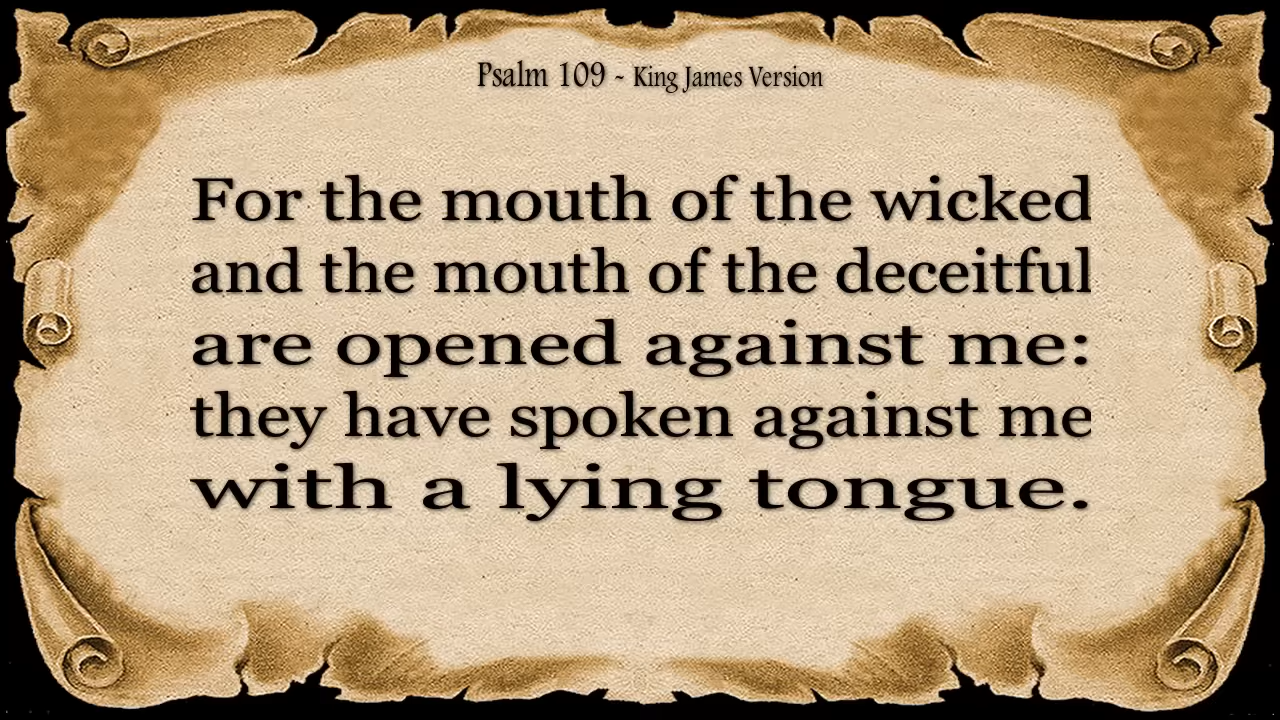 Psalm 109 - King James Version
For the mouth of the wicked
and the mouth of the deceitful
are opened against me:
they have spoken against me
with a lying tongue.